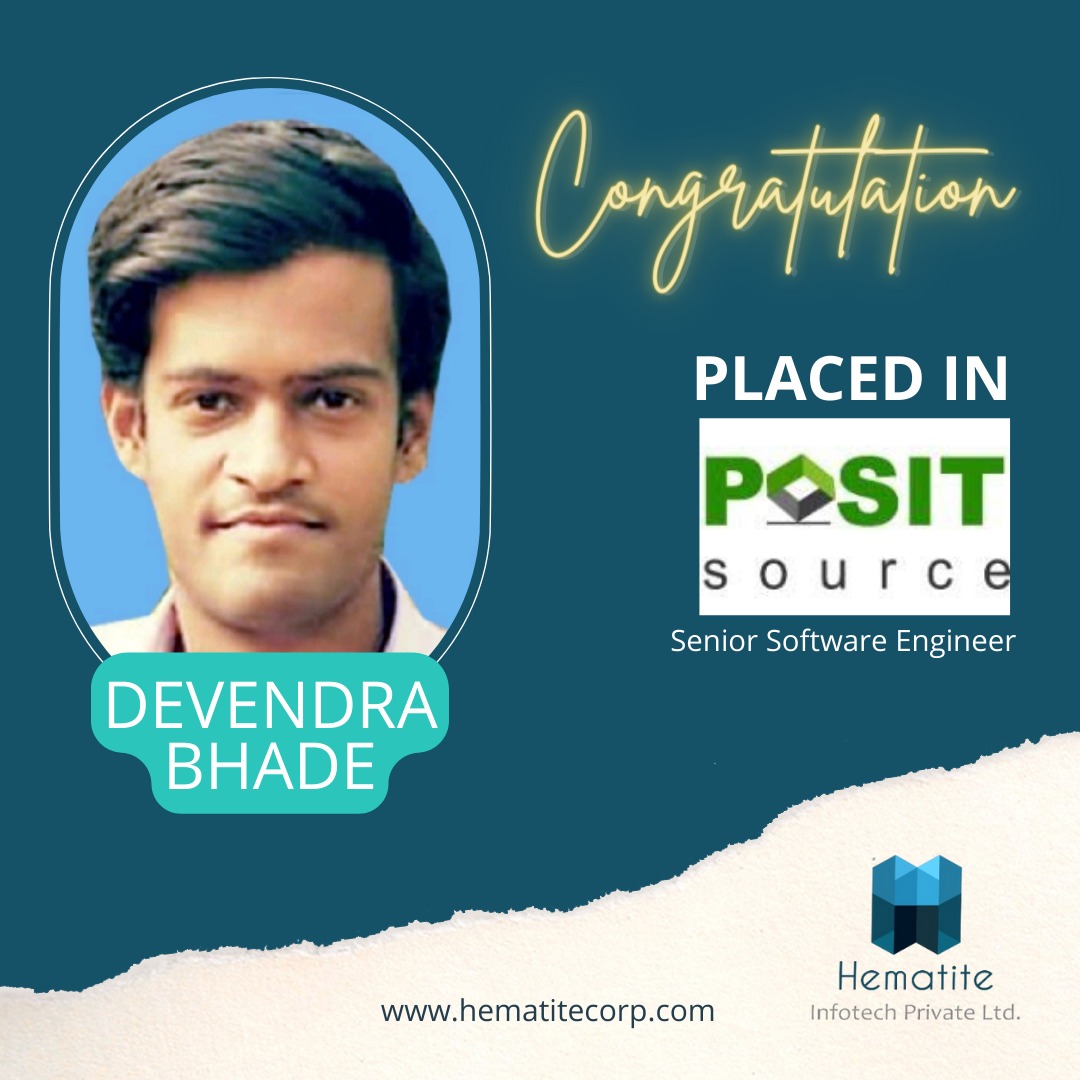 Congratulation
PLACED IN
POSIT
source
Senior Software Engineer
DEVENDRA
BHADE
Hematite
Infotech Private Ltd.
www.hematitecorp.com